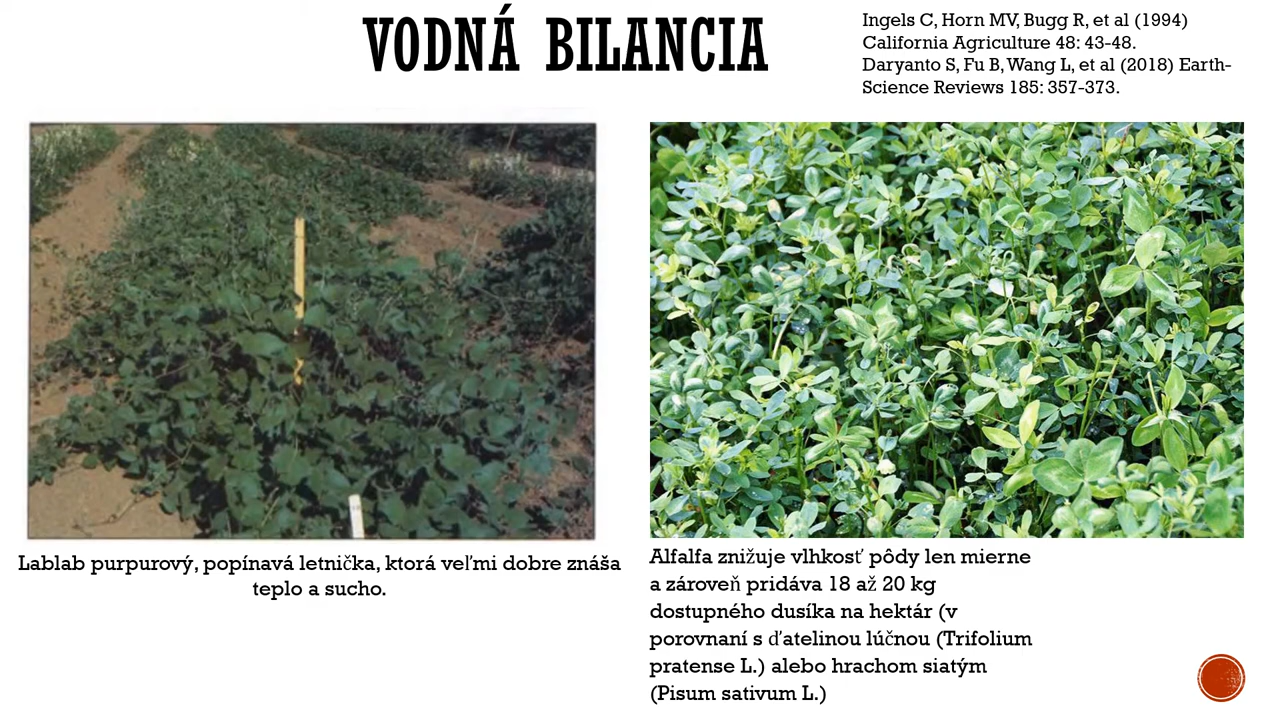 VODNÁ BILANCIA
Ingels C, Horn MV, Bugg R, et al (1994)
California Agriculture 48: 43-48.
Daryanto S, Fu B, Wang L, et al (2018) Earth-
Science Reviews 185: 357-373.
Lablab purpurový, popínavá letnička, ktorá veľmi dobre znáša
teplo a sucho.
Alfalfa znižuje vlhkosť pôdy len mierne
a zároveň pridáva 18 až 20 kg
dostupného dusíka na hektár (v
porovnaní s ďatelinou lúčnou (Trifolium
pratense L.) alebo hrachom siatým
(Pisum sativum L.)